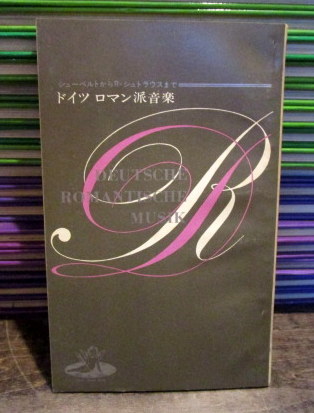 シューベルトからR・シュトラウスまで
ドイツ ロマン派音楽
DEUTSCHE
ROMANTISCHE
MUSIK
R